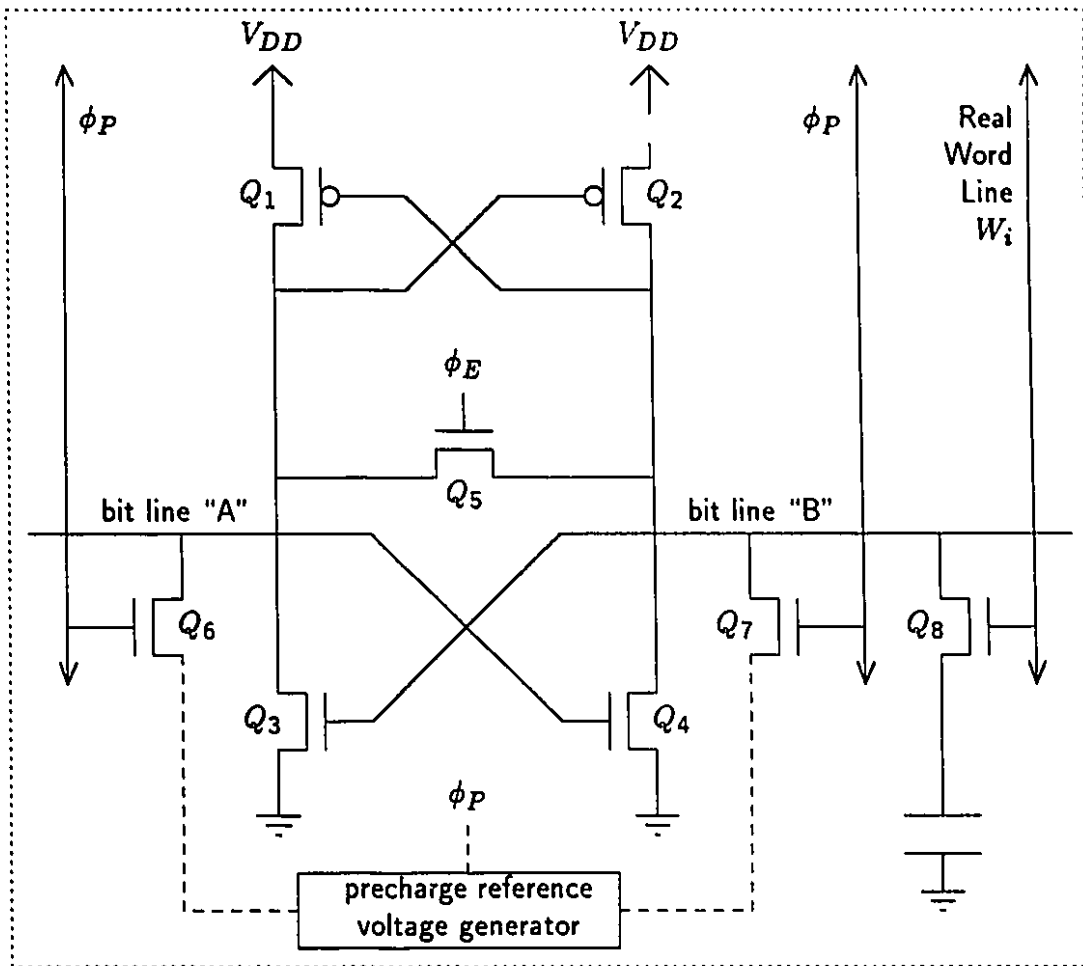 V_DD
V_DD
ϕ_P
ϕ_P
Real
Word
Line
W_i
Q_1
Q_2
ϕ_E
Q_5
bit line "A"
bit line "B"
Q_6
Q_7
Q_8
Q_3
Q_4
ϕ_P
precharge reference
voltage generator